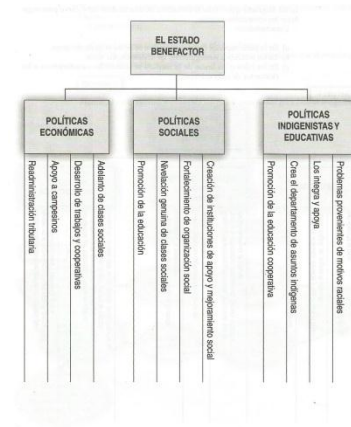 EL ESTADO
BENEFACTOR
POLÍTICAS
ECONÓMICAS
Adelanto de clases sociales
Desarrollo de trabajos y cooperativas
Apoyo a campesinos
Readministración tributaria
POLÍTICAS
SOCIALES
Creación de instituciones de apoyo y mejoramiento social
Fortalecimiento de organización social
Nivelación genuina de clases sociales
Promoción de la educación
POLÍTICAS
INDIGENISTAS Y
EDUCATIVAS
Problemas provenientes de motivos raciales
Los integra y apoya
Crea el departamento de asuntos indígenas
Promoción de la educación cooperativa